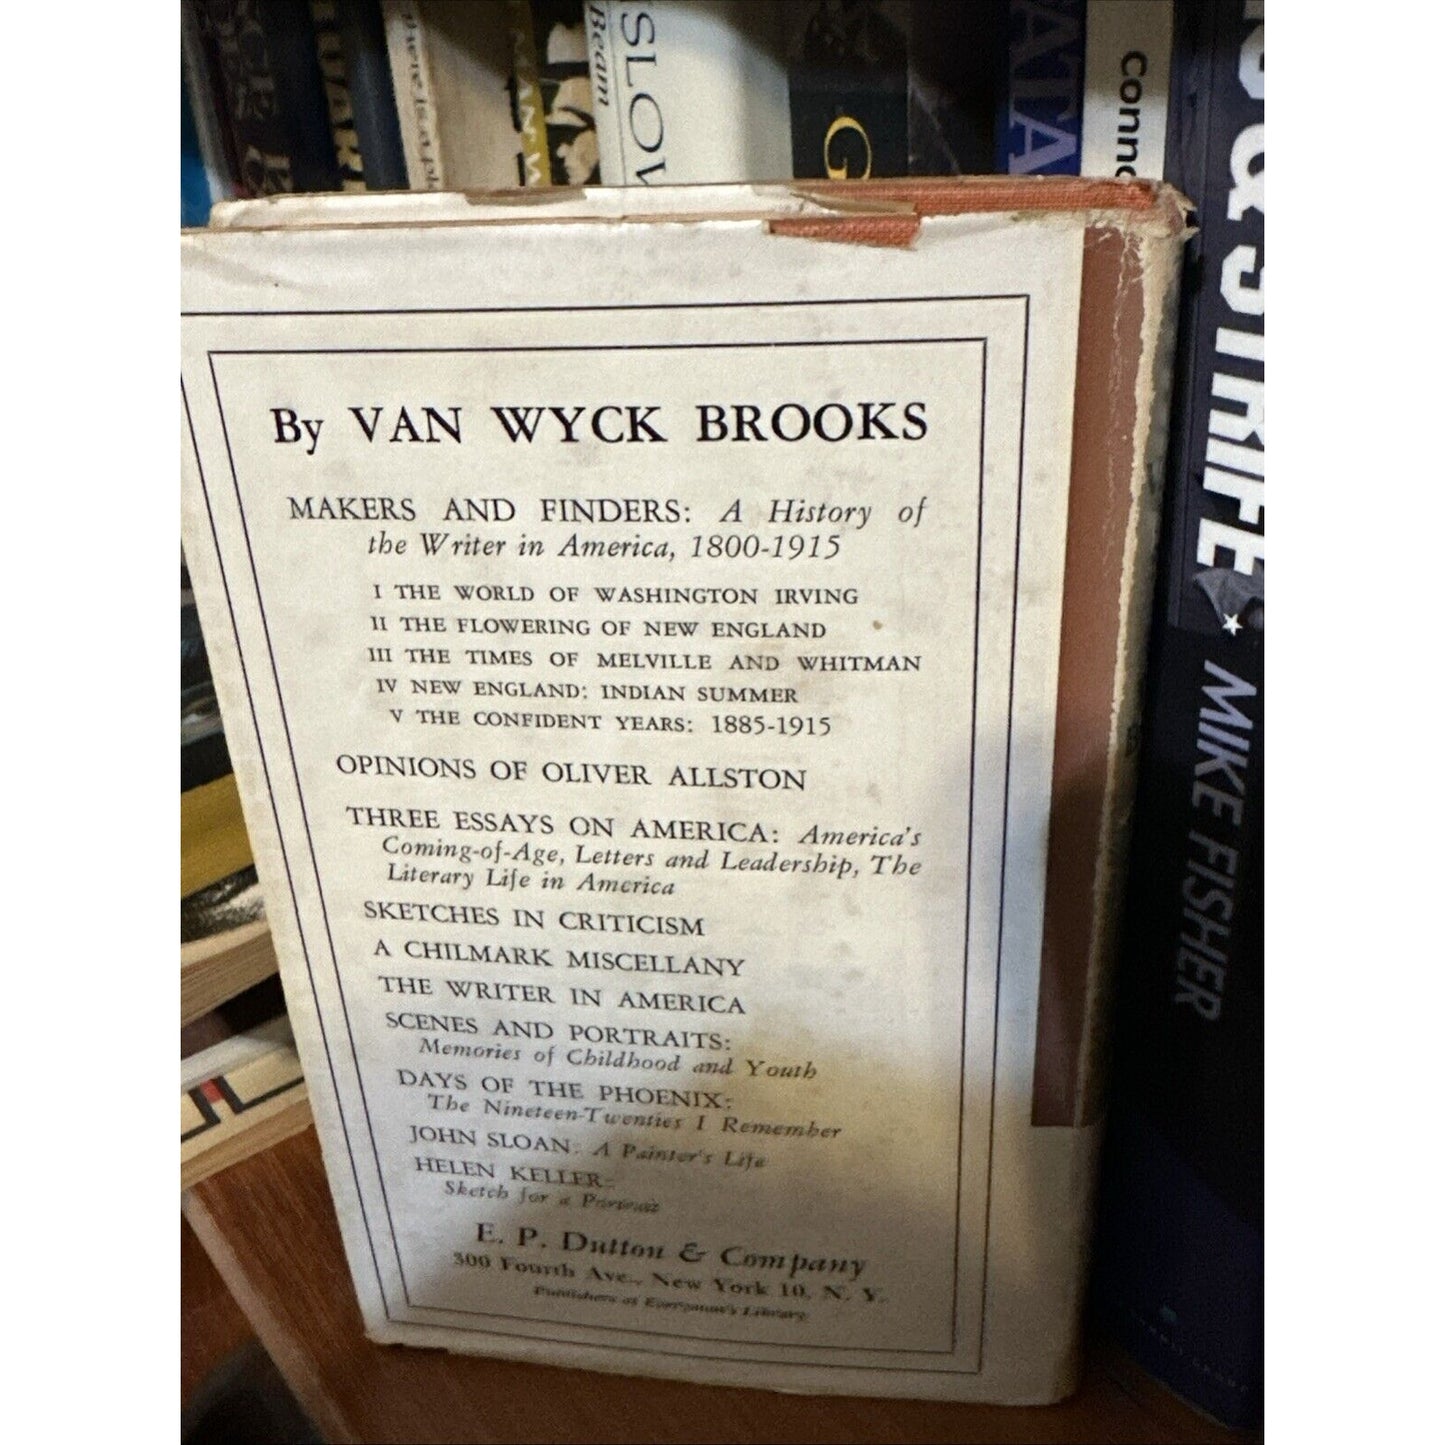 Beam
SLOW
G
ATA
Conno
& STRIFE
MIKE FISHER
By VAN WYCK BROOKS
MAKERS AND FINDERS: A History of
the Writer in America, 1800-1915
I THE WORLD OF WASHINGTON IRVING
II THE FLOWERING OF NEW ENGLAND
III THE TIMES OF MELVILLE AND WHITMAN
IV NEW ENGLAND: INDIAN SUMMER
V THE CONFIDENT YEARS: 1885-1915
OPINIONS OF OLIVER ALLSTON
THREE ESSAYS ON AMERICA: America's
Coming-of-Age, Letters and Leadership, The
Literary Life in America
SKETCHES IN CRITICISM
A CHILMARK MISCELLANY
THE WRITER IN AMERICA
SCENES AND PORTRAITS:
Memories of Childhood and Youth
DAYS OF THE PHOENIX:
The Nineteen-Twenties I Remember
JOHN SLOAN: A Painter's Life
HELEN KELLER:
Sketch for a Portrait
E. P. Dutton & Company
300 Fourth Ave., New York 10, N. Y.
Publishers of Everyman's Library